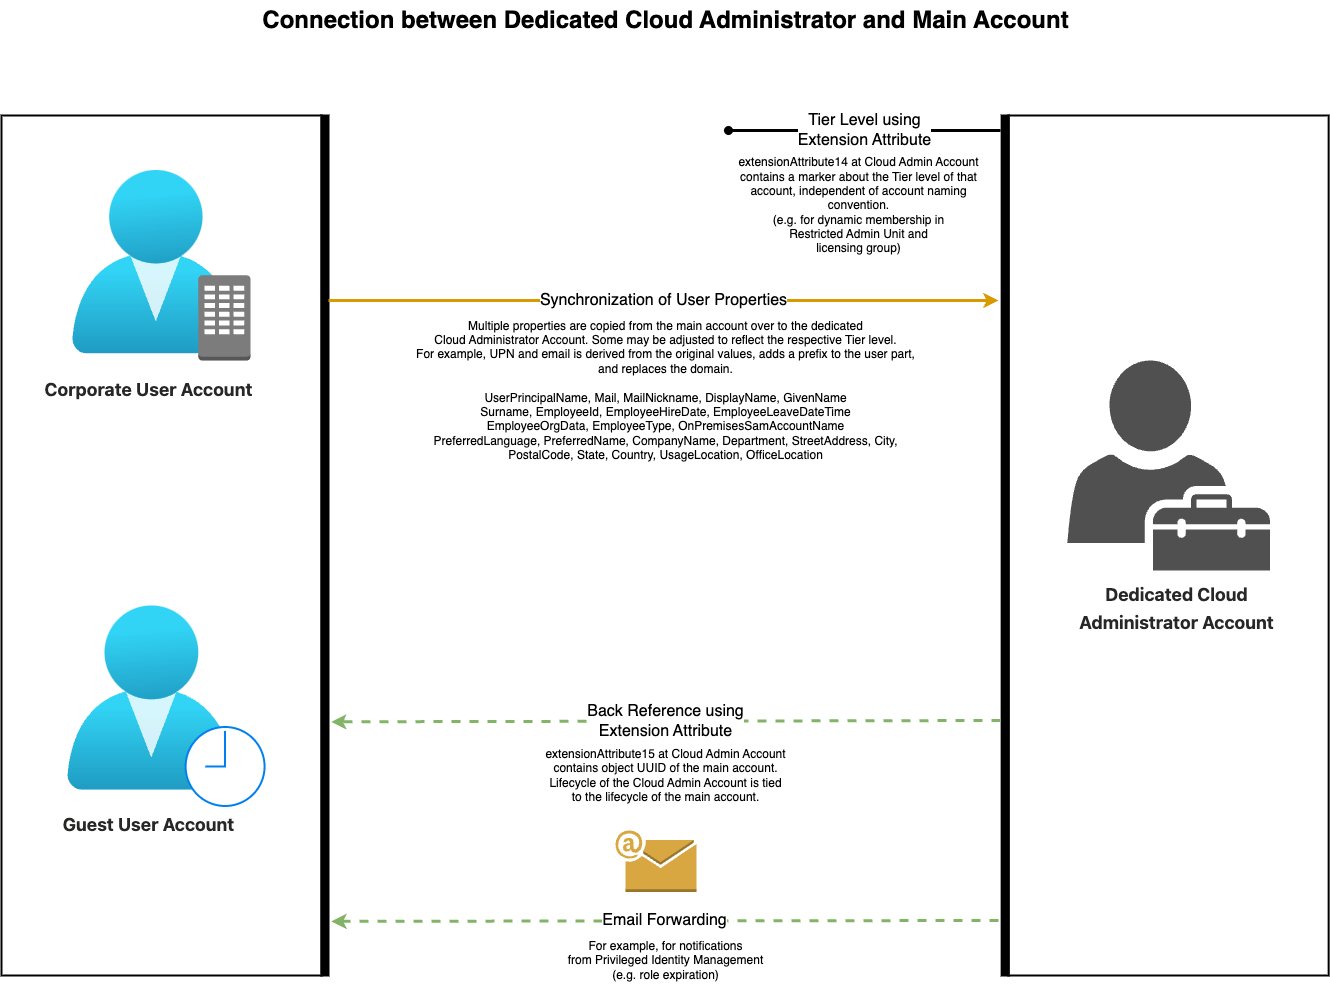 Connection between Dedicated Cloud Administrator and Main Account
Tier Level using
Extension Attribute
extensionAttribute14 at Cloud Admin Account
contains a marker about the Tier level of that
account, independent of account naming
convention.
(e.g. for dynamic membership in
Restricted Admin Unit and
licensing group)
Synchronization of User Properties
Multiple properties are copied from the main account over to the dedicated
Cloud Administrator Account. Some may be adjusted to reflect the respective Tier level.
For example, UPN and email is derived from the original values, adds a prefix to the user part,
and replaces the domain.
UserPrincipalName, Mail, MailNickname, DisplayName, GivenName
Surname, EmployeeId, EmployeeHireDate, EmployeeLeaveDateTime
EmployeeOrgData, EmployeeType, OnPremisesSamAccountName
PreferredLanguage, PreferredName, CompanyName, Department, StreetAddress, City,
PostalCode, State, Country, UsageLocation, OfficeLocation
Corporate User Account
Dedicated Cloud
Administrator Account
Back Reference using
Extension Attribute
extensionAttribute15 at Cloud Admin Account
contains object UUID of the main account.
Lifecycle of the Cloud Admin Account is tied
to the lifecycle of the main account.
Guest User Account
@
Email Forwarding
For example, for notifications
from Privileged Identity Management
(e.g. role expiration)